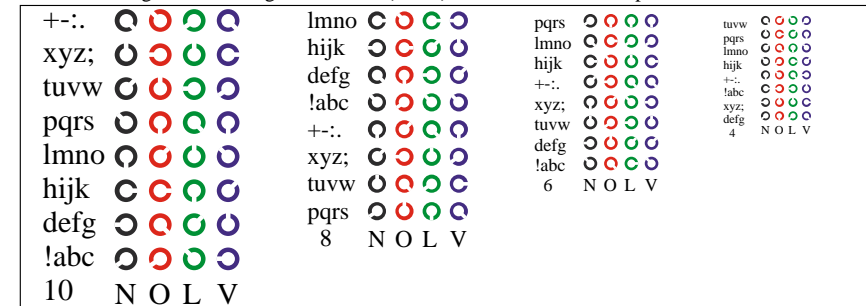 +-:.
xyz;
tuvw
pqrs
lmno
hijk
defg
!abc
10 N O L V
lmno
hijk
defg
!abc
+-:.
xyz;
tuvw
pqrs
8 N O L V
pqrs
lmno
hijk
+-:.
xyz;
tuvw
defg
!abc
6 N O L V
tuvw
pqrs
lmno
hijk
+-:.
!abc
xyz;
defg
4 N O L V